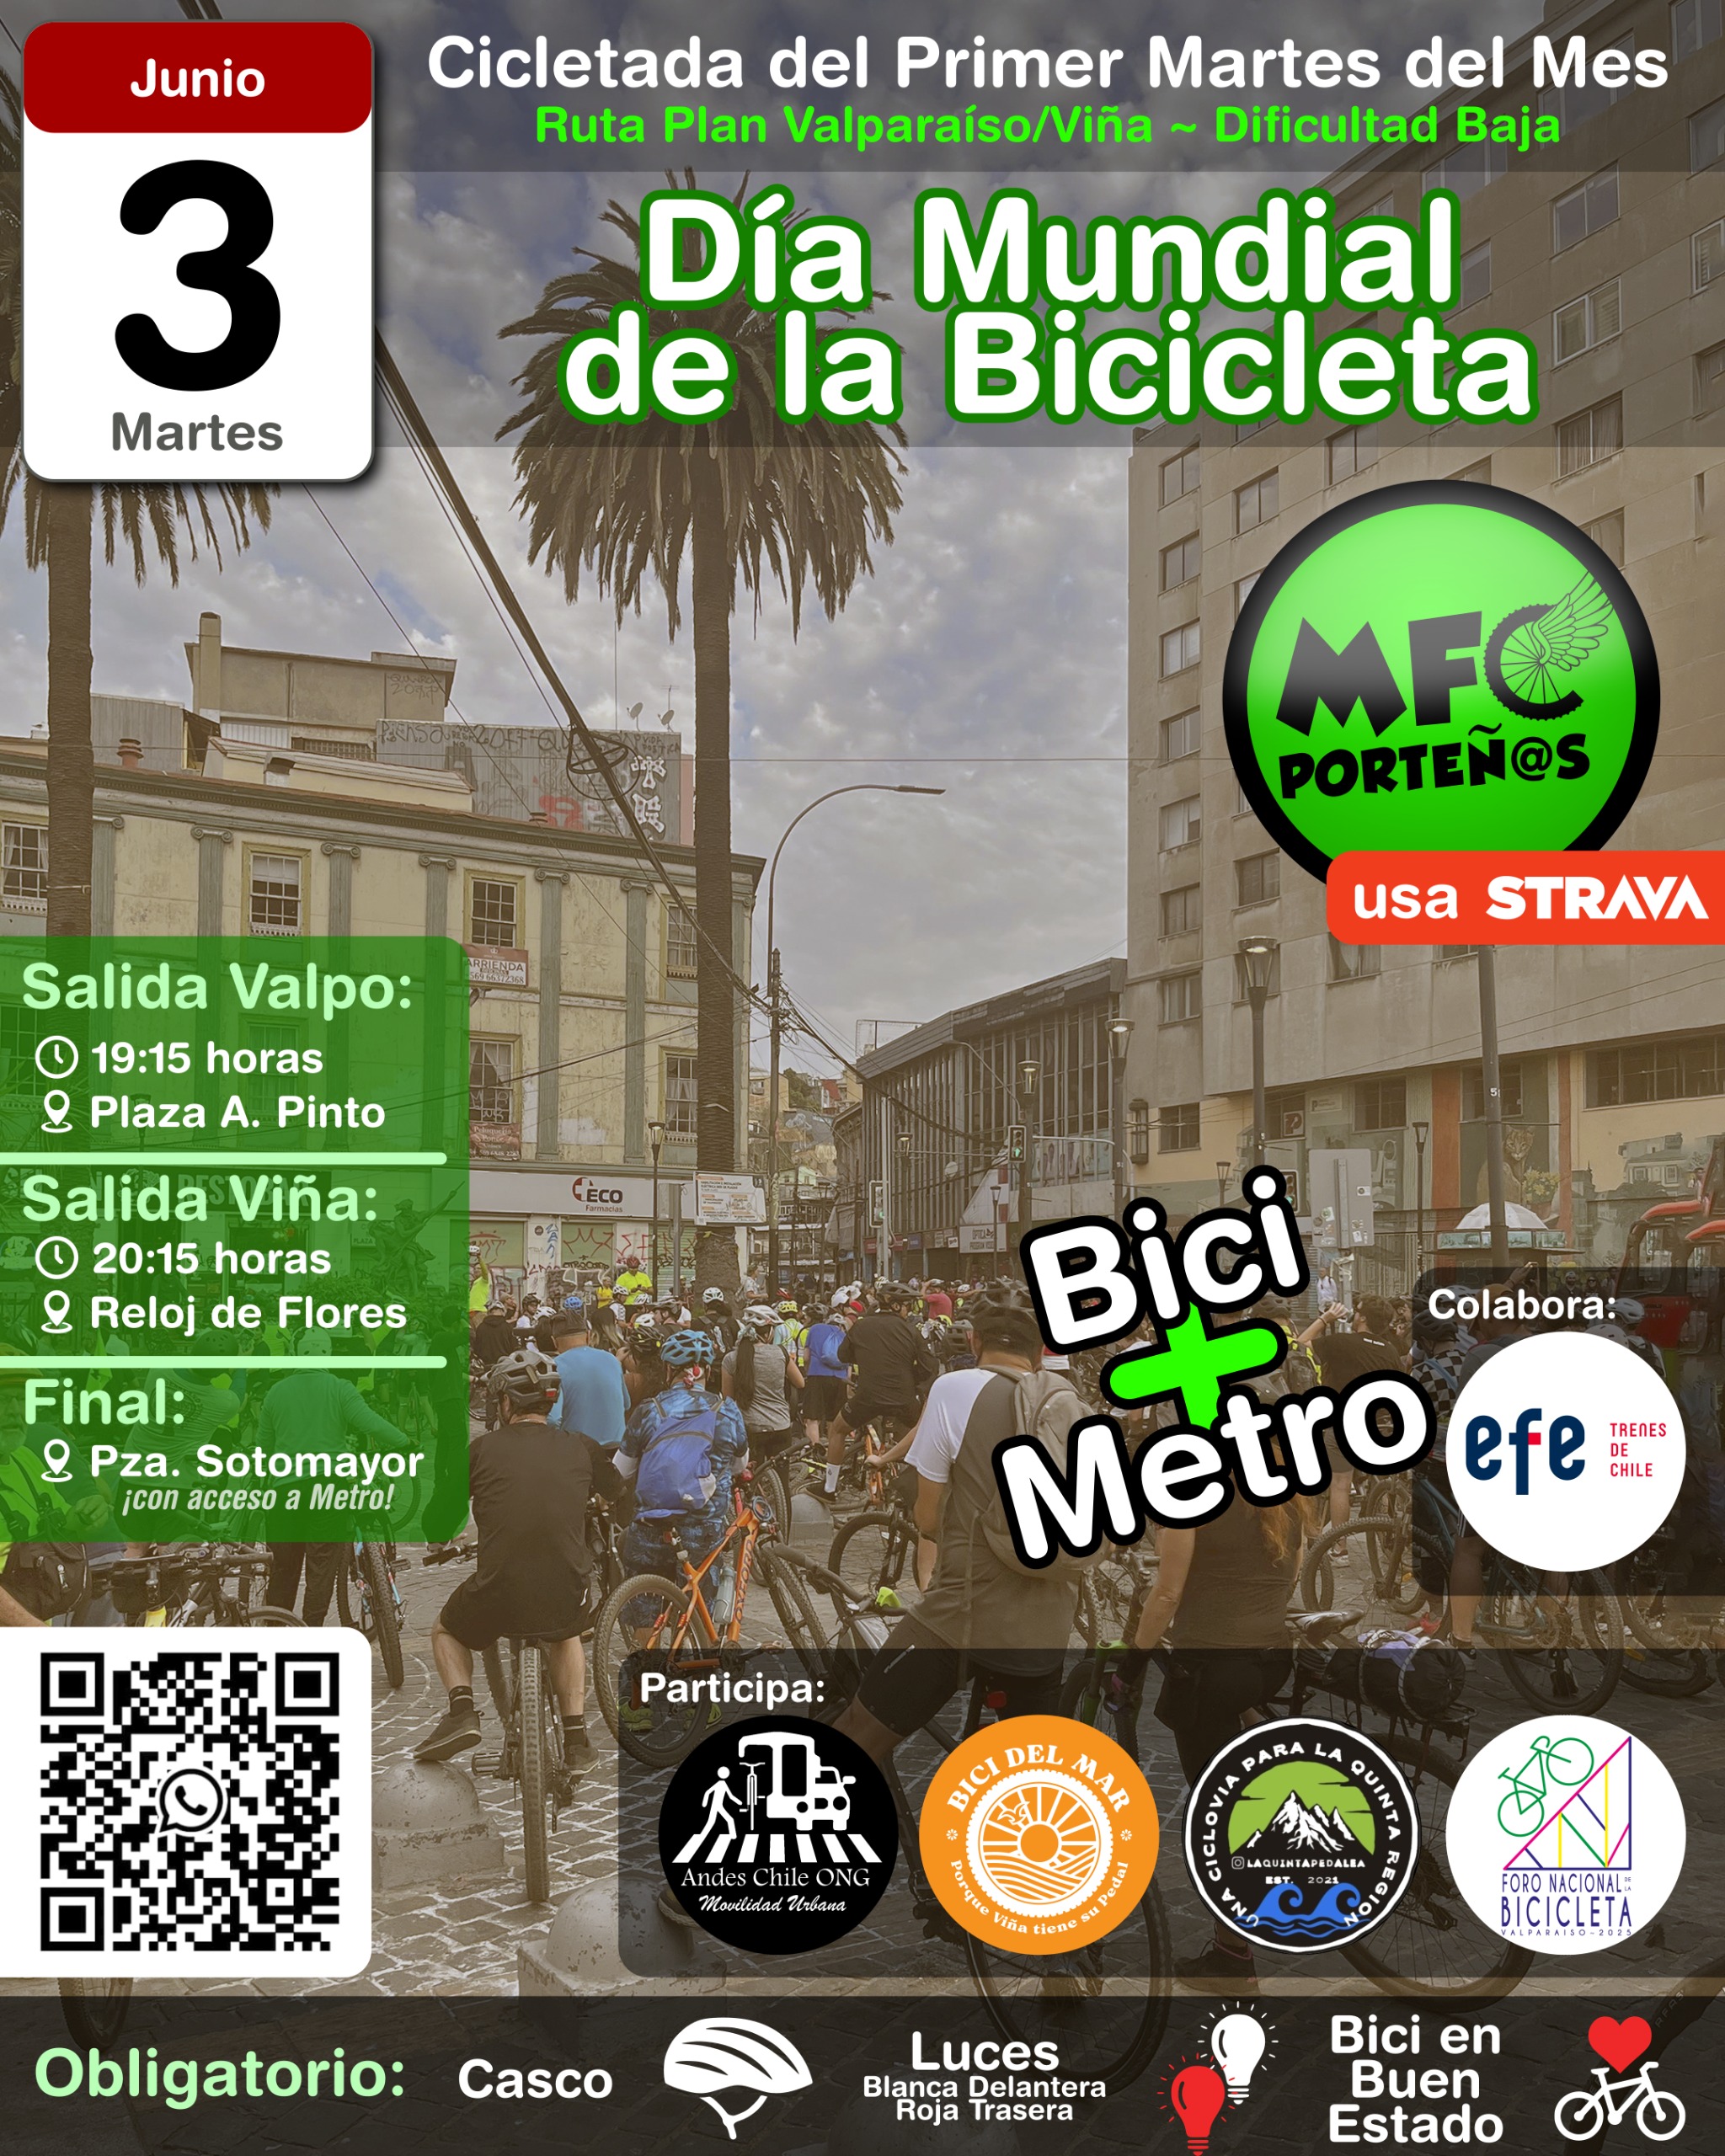 Junio
3
Martes
Cicletada del Primer Martes del Mes
Ruta Plan Valparaíso/Viña ~ Dificultad Baja
Día Mundial
de la Bicicleta
MFC
PORTEÑ@S
usa STRAVA
Salida Valpo:
19:15 horas
Plaza A. Pinto
Salida Viña:
20:15 horas
Reloj de Flores
Final:
Pza. Sotomayor
¡con acceso a Metro!
ARRIENDA
ECO
Farmacias
Bici
+
Metro
Colabora:
efe
TRENES
DE
CHILE
Participa:
Andes Chile ONG
Movilidad Urbana
BICI DEL MAR
Porque Viña tiene su Pedal
UNA CICLOVIA PARA LA QUINTA REGION
LAQUINTAPEDALEA
EST. 2021
FORO NACIONAL
DE LA
BICICLETA
VALPARAISO-2025
Obligatorio:
Casco
Luces
Blanca Delantera
Roja Trasera
Bici en
Buen
Estado